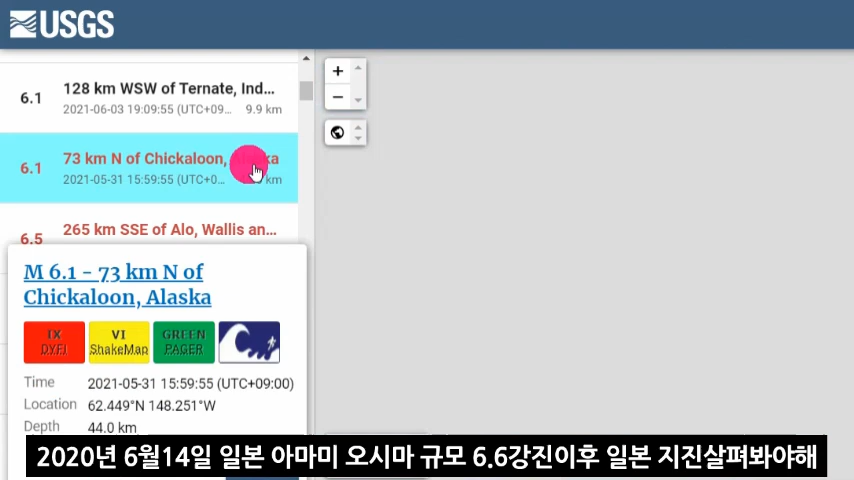 USGS
6.1
128 km WSW of Ternate, Ind...
2021-06-03 19:09:55 (UTC+09... 9.9 km
6.1
73 km N of Chickaloon,
2021-05-31 15:59:55 (UTC+0... km
6.5
265 km SSE of Alo, Wallis an...
M 6.1 - 73 km N of
Chickaloon, Alaska
IX
DYFI
VI
ShakeMap
GREEN
PAGER
Time 2021-05-31 15:59:55 (UTC+09:00)
Location 62.449°N 148.251°W
Depth 44.0 km
2020년 6월14일 일본 아마미 오시마 규모 6.6강진이후 일본 지진살펴봐야해